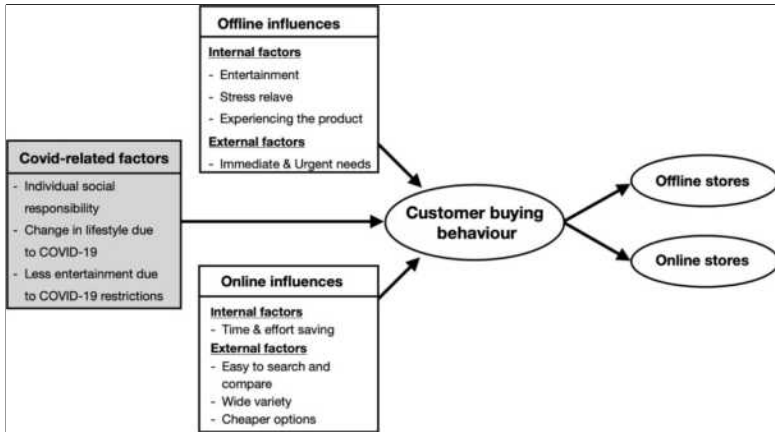 Offline influences
Internal factors
- Entertainment
- Stress relave
- Experiencing the product
External factors
- Immediate & Urgent needs
Covid-related factors
- Individual social
responsibility
- Change in lifestyle due
to COVID-19
- Less entertainment due
to COVID-19 restrictions
Online influences
Internal factors
- Time & effort saving
External factors
- Easy to search and
compare
- Wide variety
- Cheaper options
Customer buying
behaviour
Offline stores
Online stores